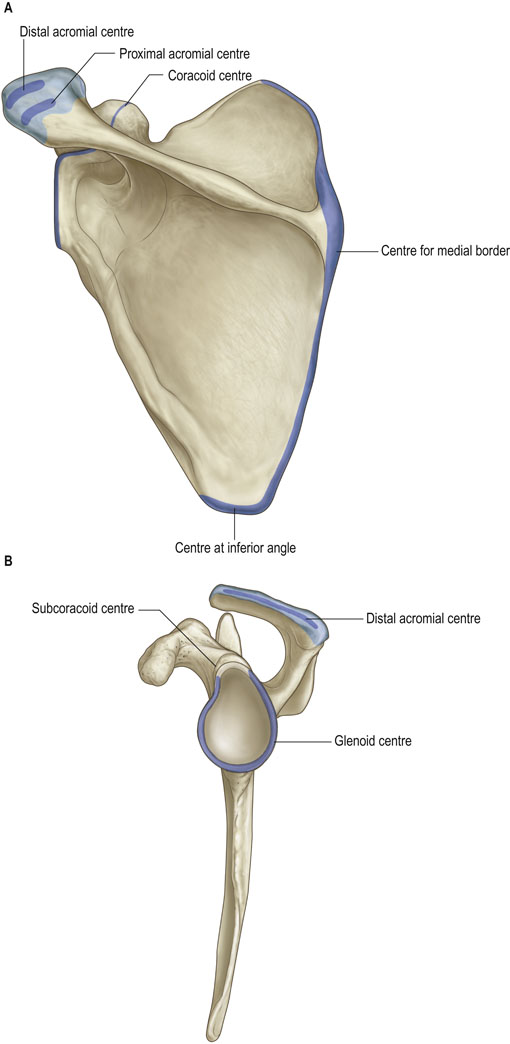 A
Distal acromial centre
Proximal acromial centre
Coracoid centre
Centre for medial border
Centre at inferior angle
B
Subcoracoid centre
Distal acromial centre
Glenoid centre